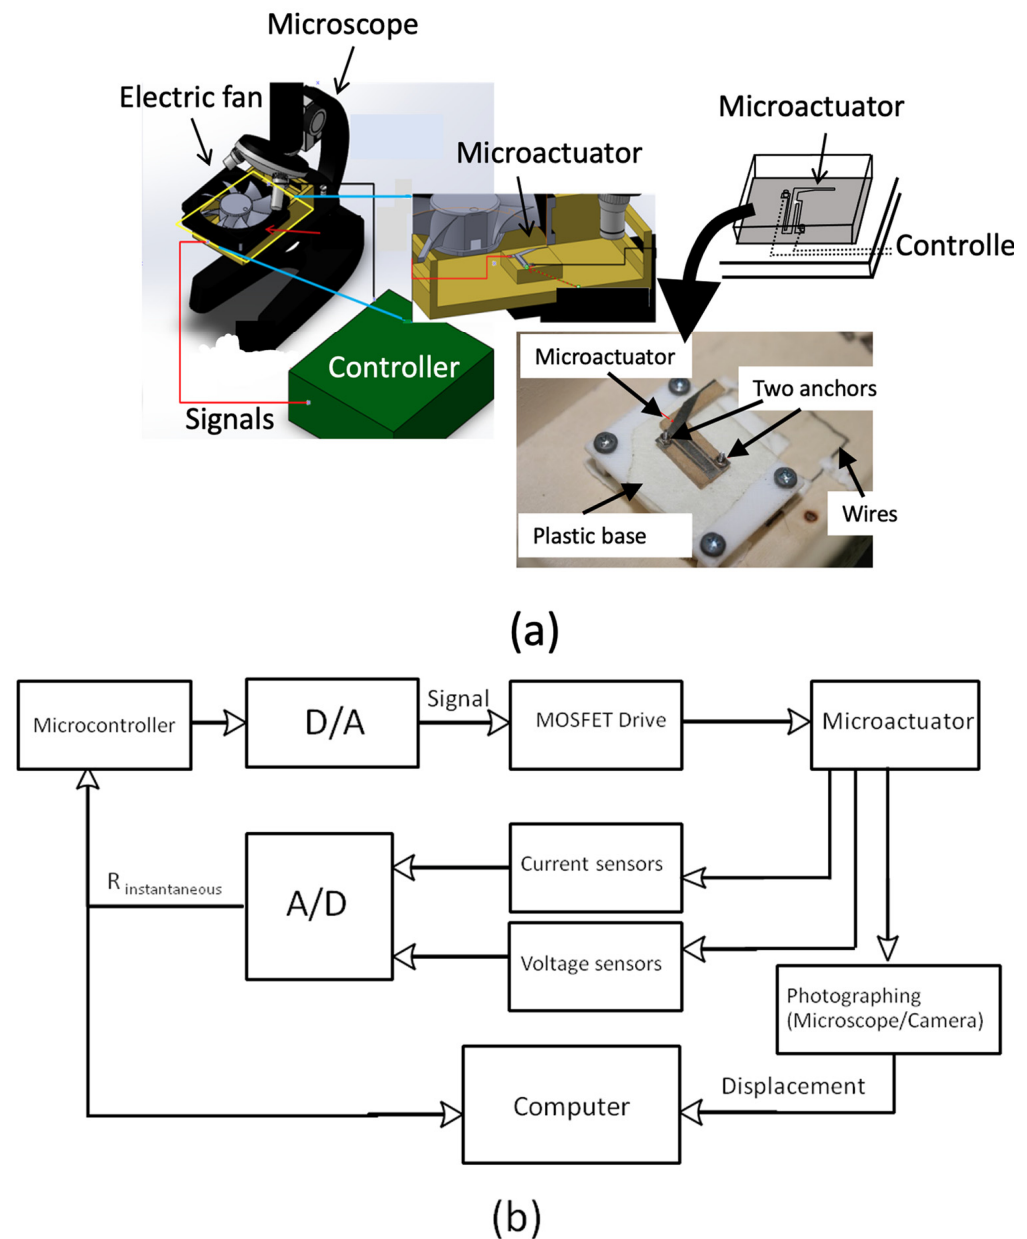 Microscope
Electric fan
Microactuator
Microactuator
Controlle
Controller
Signals
Microactuator
Two anchors
Wires
Plastic base
(a)
Microcontroller
D/A
Signal
MOSFET Drive
Microactuator
R instantaneous
A/D
Current sensors
Voltage sensors
Photographing
(Microscope/Camera)
Displacement
Computer
(b)